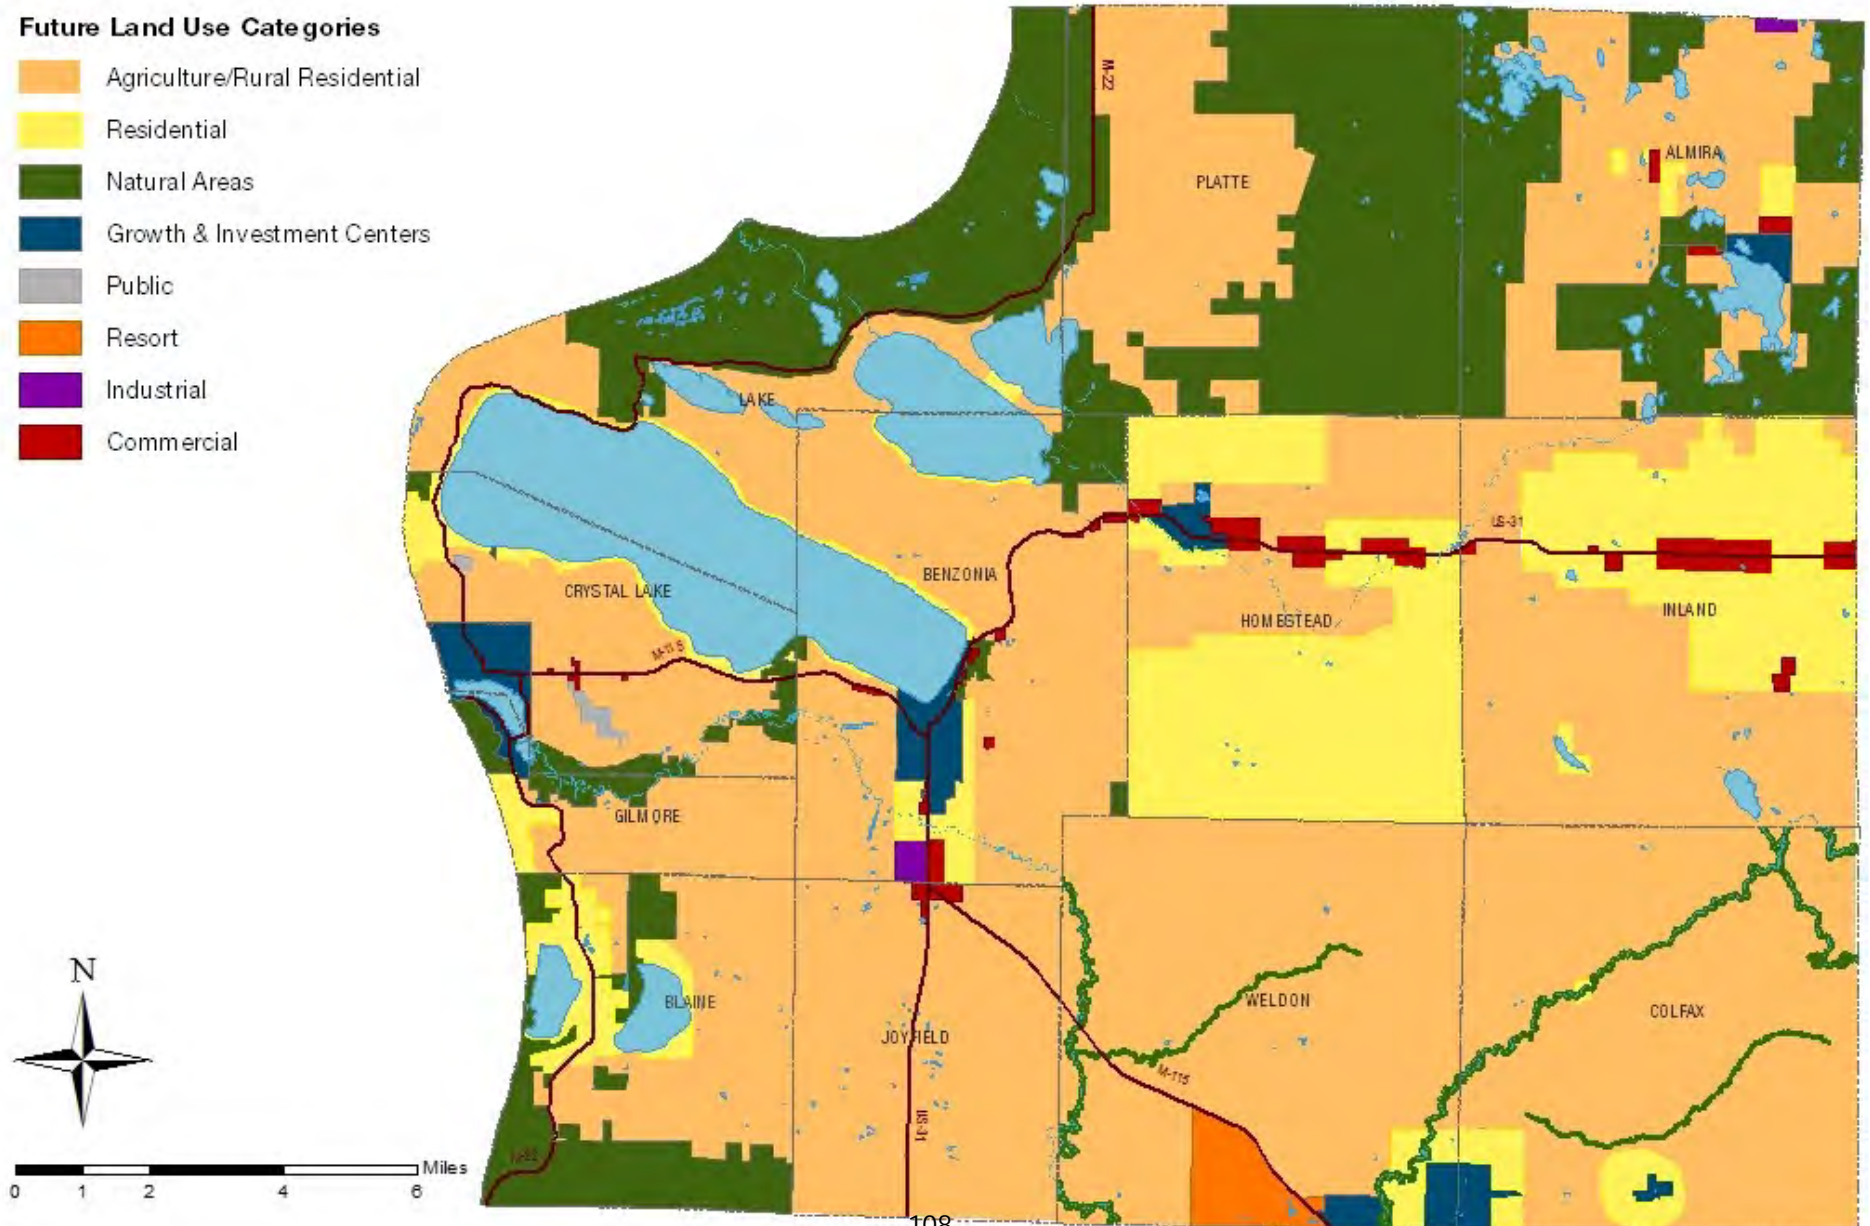 Future Land Use Categories
Agriculture/Rural Residential
Residential
Natural Areas
Growth & Investment Centers
Public
Resort
Industrial
Commercial
M-22
PLATTE
ALMIRA
LAKE
US-31
BENZONIA
CRYSTAL LAKE
HOMESTEAD
INLAND
M-115
GILMORE
N
BLAINE
WELDON
COLFAX
JOYFIELD
M-115
US-31
M-22
Miles
0 1 2 4 6
108